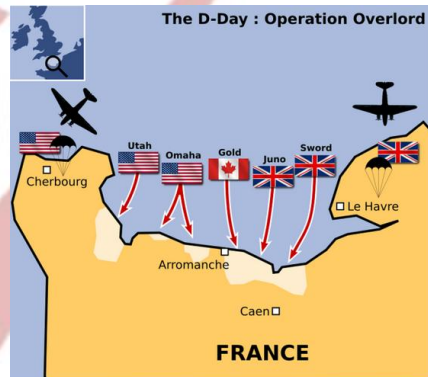 The D-Day : Operation Overlord
Utah
Omaha
Gold
Juno
Sword
Cherbourg
Le Havre
Arromanche
Caen
FRANCE